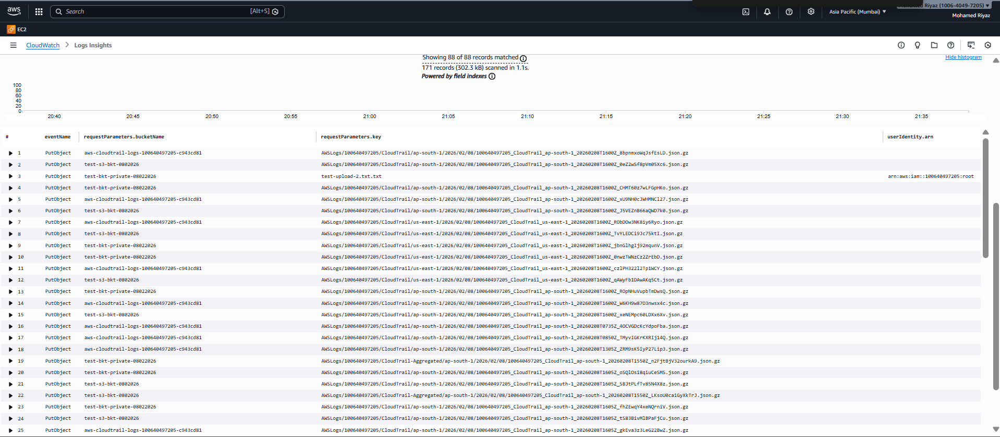 aws
Search
[Alt+S]
Asia Pacific (Mumbai)
Riyaz (1006-4049-7205)
Mohamed Riyaz
EC2
CloudWatch
Logs Insights
Showing 88 of 88 records matched
Hide histogram
171 records (302.3 kB) scanned in 1.1s.
Powered by field indexes
100
80
60
40
20
0
20:40 20:45 20:50 20:55 21:00 21:05 21:10 21:15 21:20 21:25 21:30 21:35
# eventName requestParameters.bucketName requestParameters.key userIdentity.arn
1 PutObject aws-cloudtrail-logs-100640497205-c943cd81 AWSLogs/100640497205/CloudTrail/ap-south-1/2026/02/08/100640497205_CloudTrail_ap-south-1_20260208T1600Z_8bpnmxoWqJsfEsLD.json.gz
2 PutObject test-s3-bkt-0802026 AWSLogs/100640497205/CloudTrail/ap-south-1/2026/02/08/100640497205_CloudTrail_ap-south-1_20260208T1600Z_0eZ2wSf8pVm05Xc6.json.gz
3 PutObject test-bkt-private-08022026 test-upload-2.txt.txt arn:aws:iam::100640497205:root
4 PutObject test-bkt-private-08022026 AWSLogs/100640497205/CloudTrail/ap-south-1/2026/02/08/100640497205_CloudTrail_ap-south-1_20260208T1600Z_CHMT60z7wLFGpHKo.json.gz
5 PutObject aws-cloudtrail-logs-100640497205-c943cd81 AWSLogs/100640497205/CloudTrail/ap-south-1/2026/02/08/100640497205_CloudTrail_ap-south-1_20260208T1600Z_xU9NH0cJWHMNCl27.json.gz
6 PutObject test-s3-bkt-0802026 AWSLogs/100640497205/CloudTrail/ap-south-1/2026/02/08/100640497205_CloudTrail_ap-south-1_20260208T1600Z_J5VEZnB66aQWD7k0.json.gz
7 PutObject aws-cloudtrail-logs-100640497205-c943cd81 AWSLogs/100640497205/CloudTrail/us-east-1/2026/02/08/100640497205_CloudTrail_us-east-1_20260208T1600Z_RObDOw3NK8iy6Ryo.json.gz
8 PutObject test-s3-bkt-0802026 AWSLogs/100640497205/CloudTrail/us-east-1/2026/02/08/100640497205_CloudTrail_us-east-1_20260208T1600Z_TvYLEDCi9Jc75ktI.json.gz
9 PutObject test-bkt-private-08022026 AWSLogs/100640497205/CloudTrail/us-east-1/2026/02/08/100640497205_CloudTrail_us-east-1_20260208T1600Z_jbnGlhgIj92mqunV.json.gz
10 PutObject test-bkt-private-08022026 AWSLogs/100640497205/CloudTrail/us-east-1/2026/02/08/100640497205_CloudTrail_us-east-1_20260208T1600Z_0nwzTWNzCz2ZrEbD.json.gz
11 PutObject aws-cloudtrail-logs-100640497205-c943cd81 AWSLogs/100640497205/CloudTrail/us-east-1/2026/02/08/100640497205_CloudTrail_us-east-1_20260208T1600Z_czlPH322l2Tp1WCY.json.gz
12 PutObject test-s3-bkt-0802026 AWSLogs/100640497205/CloudTrail/us-east-1/2026/02/08/100640497205_CloudTrail_us-east-1_20260208T1600Z_qAWyFb1DAwAKq5Ct.json.gz
13 PutObject test-bkt-private-08022026 AWSLogs/100640497205/CloudTrail/ap-south-1/2026/02/08/100640497205_CloudTrail_ap-south-1_20260208T1600Z_ROpNHuVupbTmDwsQ.json.gz
14 PutObject aws-cloudtrail-logs-100640497205-c943cd81 AWSLogs/100640497205/CloudTrail/ap-south-1/2026/02/08/100640497205_CloudTrail_ap-south-1_20260208T1600Z_W6KH9w87O3nwsx4c.json.gz
15 PutObject test-s3-bkt-0802026 AWSLogs/100640497205/CloudTrail/ap-south-1/2026/02/08/100640497205_CloudTrail_ap-south-1_20260208T1600Z_xeNEMpc60LDXx6Xv.json.gz
16 PutObject aws-cloudtrail-logs-100640497205-c943cd81 AWSLogs/100640497205/CloudTrail/ap-south-1/2026/02/08/100640497205_CloudTrail_ap-south-1_20260208T0735Z_4OCVGDcKcYdpoFba.json.gz
17 PutObject aws-cloudtrail-logs-100640497205-c943cd81 AWSLogs/100640497205/CloudTrail/ap-south-1/2026/02/08/100640497205_CloudTrail_ap-south-1_20260208T0850Z_TMyvIGKrKXRIj14Q.json.gz
18 PutObject aws-cloudtrail-logs-100640497205-c943cd81 AWSLogs/100640497205/CloudTrail/ap-south-1/2026/02/08/100640497205_CloudTrail_ap-south-1_20260208T1305Z_ZRM9sK5IyP27Lip3.json.gz
19 PutObject test-bkt-private-08022026 AWSLogs/100640497205/CloudTrail-Aggregated/ap-south-1/2026/02/08/100640497205_CloudTrail_ap-south-1_20260208T1550Z_n2FjtBjV32ourkA9.json.gz
20 PutObject test-bkt-private-08022026 AWSLogs/100640497205/CloudTrail/ap-south-1/2026/02/08/100640497205_CloudTrail_ap-south-1_20260208T1605Z_oSQlOsi8qiuCeSMS.json.gz
21 PutObject test-s3-bkt-0802026 AWSLogs/100640497205/CloudTrail/ap-south-1/2026/02/08/100640497205_CloudTrail_ap-south-1_20260208T1605Z_SBJtPLfTv85N4X8z.json.gz
22 PutObject test-s3-bkt-0802026 AWSLogs/100640497205/CloudTrail-Aggregated/ap-south-1/2026/02/08/100640497205_CloudTrail_ap-south-1_20260208T1550Z_LKsoU0caiGyXkTrJ.json.gz
23 PutObject test-bkt-private-08022026 AWSLogs/100640497205/CloudTrail/ap-south-1/2026/02/08/100640497205_CloudTrail_ap-south-1_20260208T1605Z_fhZEwqY4xeNQrniV.json.gz
24 PutObject test-s3-bkt-0802026 AWSLogs/100640497205/CloudTrail/ap-south-1/2026/02/08/100640497205_CloudTrail_ap-south-1_20260208T1605Z_tS83BivMlBPaFjCu.json.gz
25 PutObject aws-cloudtrail-logs-100640497205-c943cd81 AWSLogs/100640497205/CloudTrail/ap-south-1/2026/02/08/100640497205_CloudTrail_ap-south-1_20260208T1605Z_gkEva3z3LeG22BwZ.json.gz